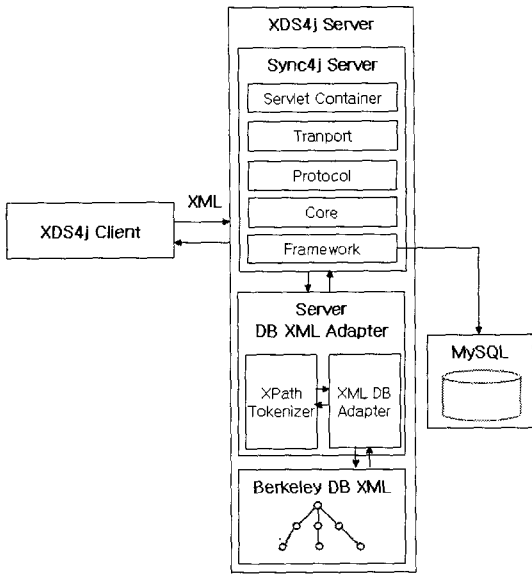 XDS4j Server
Sync4j Server
Servlet Container
Tranport
Protocol
Core
Framework
XML
XDS4j Client
Server
DB XML Adapter
XPath
Tokenizer
XML DB
Adapter
MySQL
Berkeley DB XML